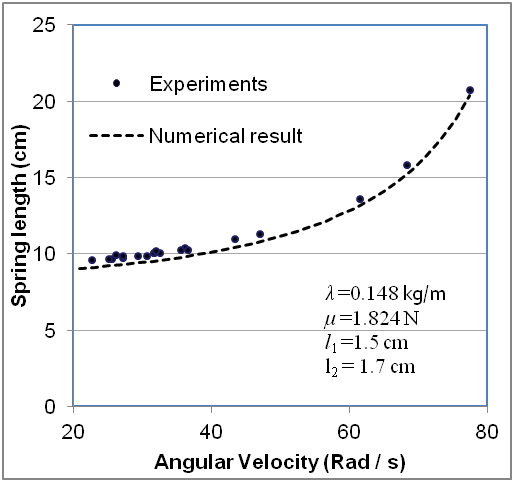 25
20
15
10
5
0
Spring length (cm)
Experiments
Numerical result
λ=0.148 kg/m
μ=1.824 N
l₁=1.5 cm
l₂= 1.7 cm
20 40 60 80
Angular Velocity (Rad / s)